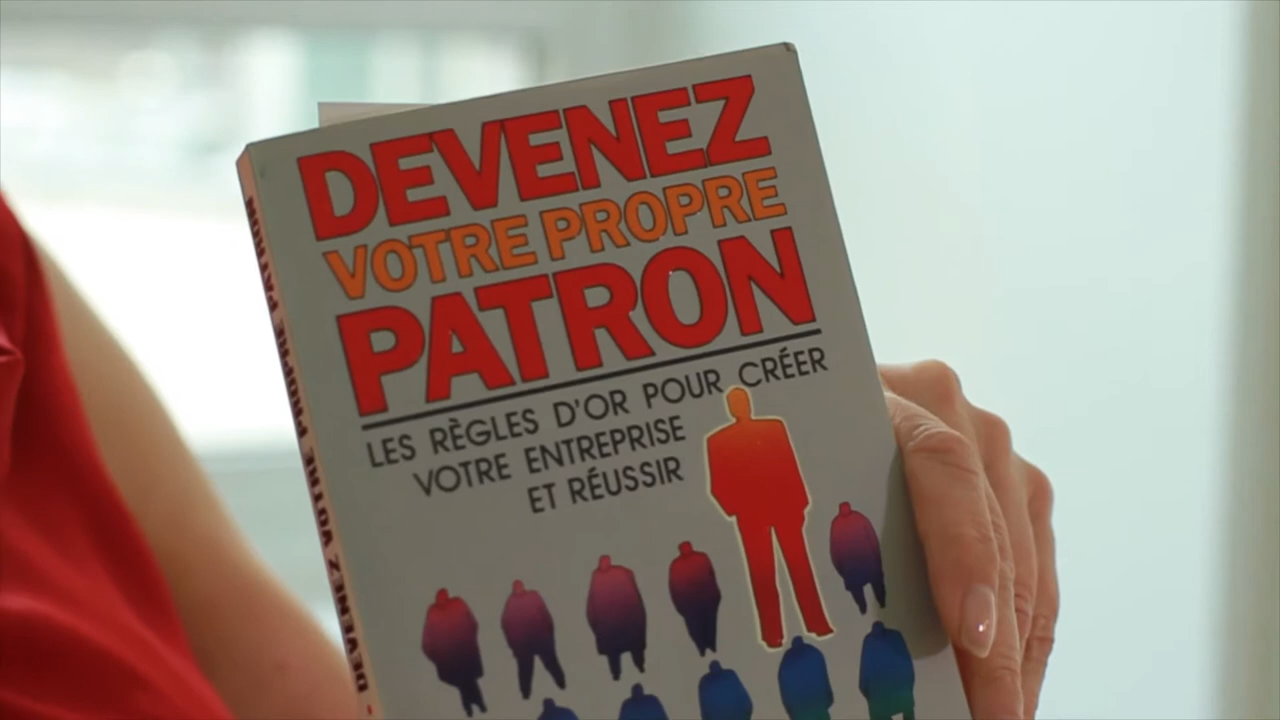 DEVENEZ
VOTRE PROPRE
PATRON
LES RÈGLES D'OR POUR CRÉER
VOTRE ENTREPRISE
ET RÉUSSIR
DEVENEZ VOTRE PROPRE PATRON